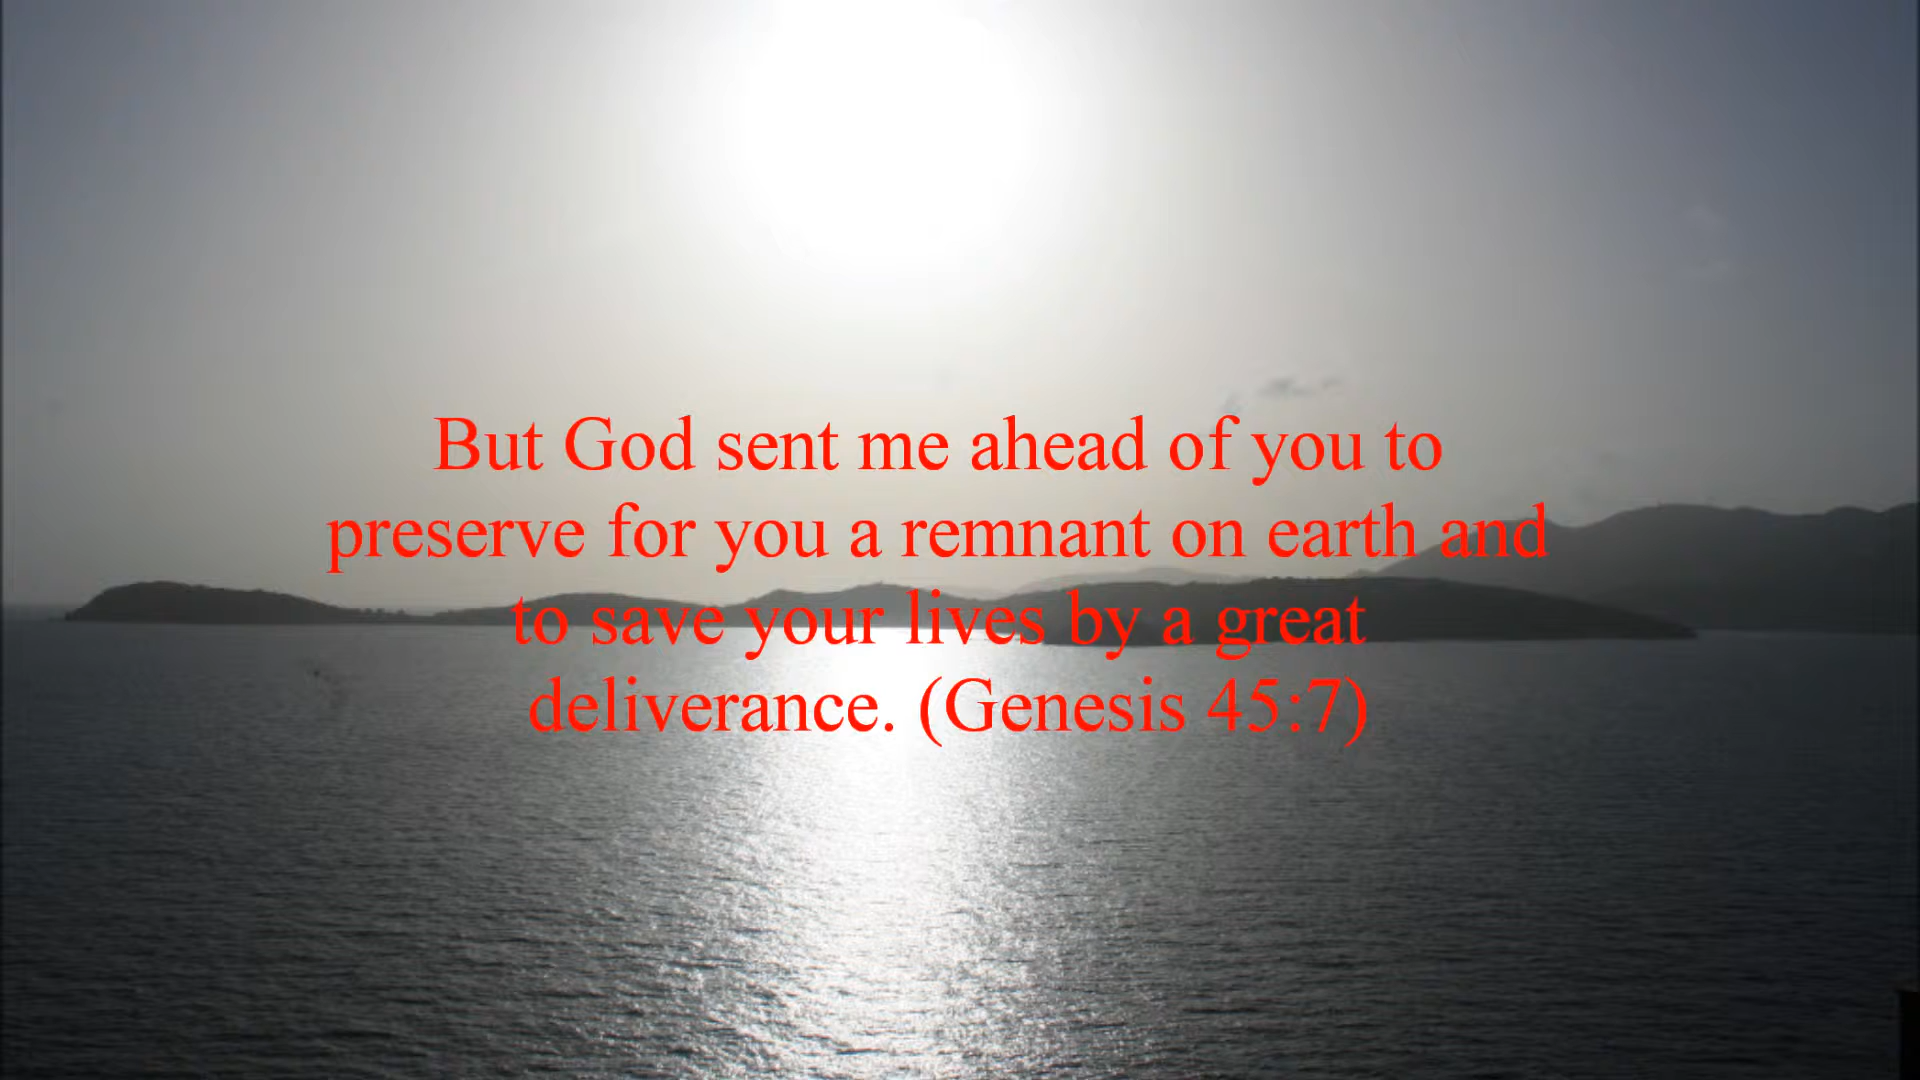 But God sent me ahead of you to
preserve for you a remnant on earth and
to save your lives by a great
deliverance. (Genesis 45:7)